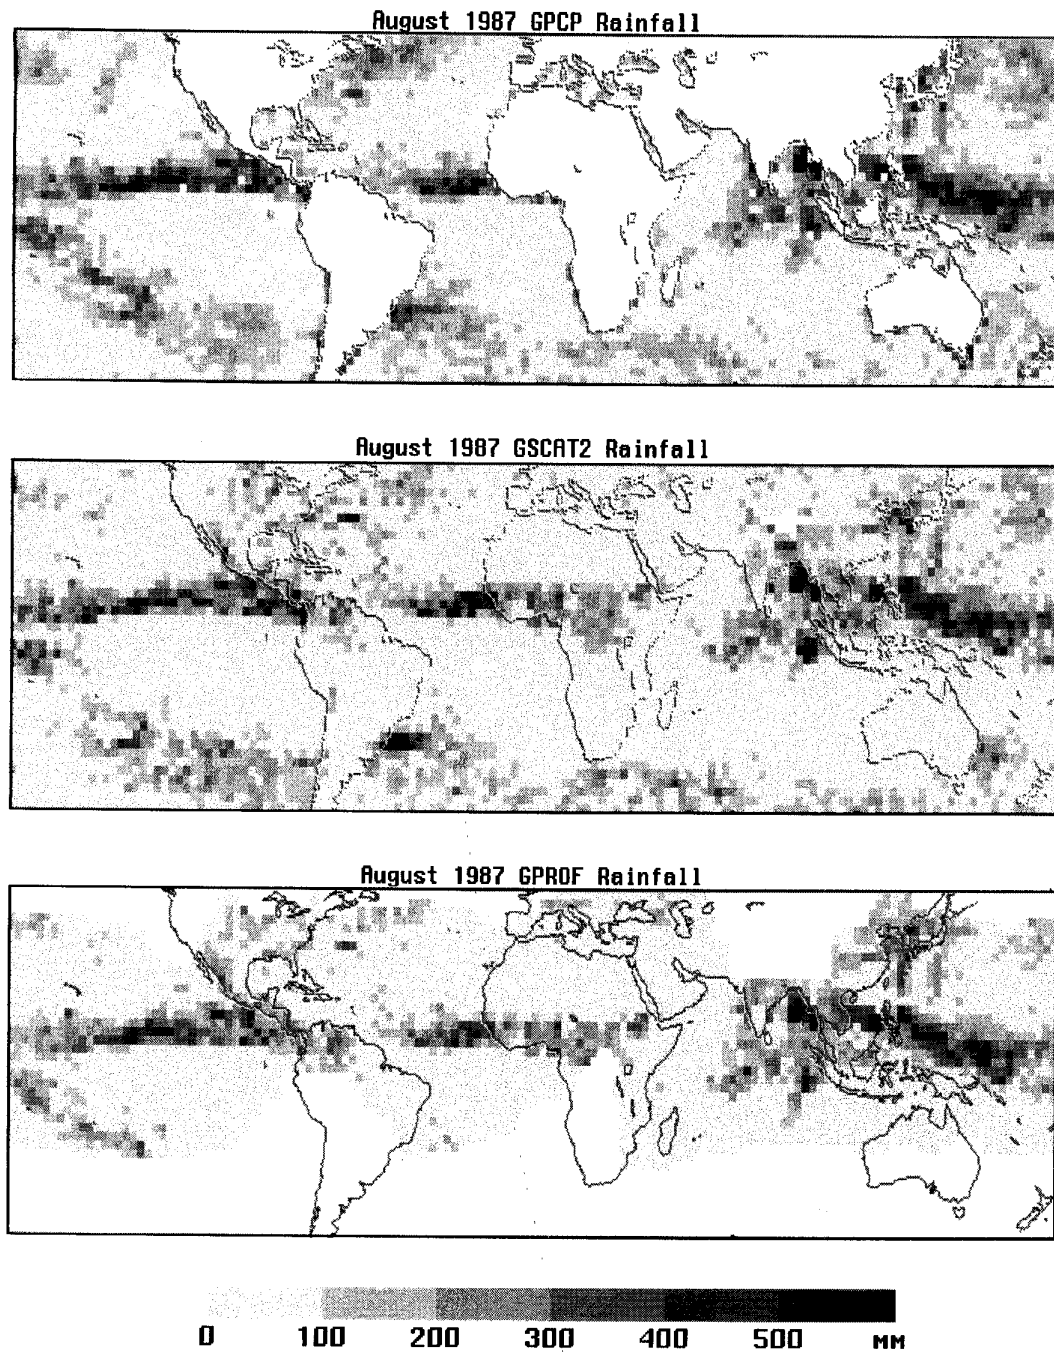 August 1987 GPCP Rainfall
August 1987 GSCAT2 Rainfall
August 1987 GPROF Rainfall
0 100 200 300 400 500 MM